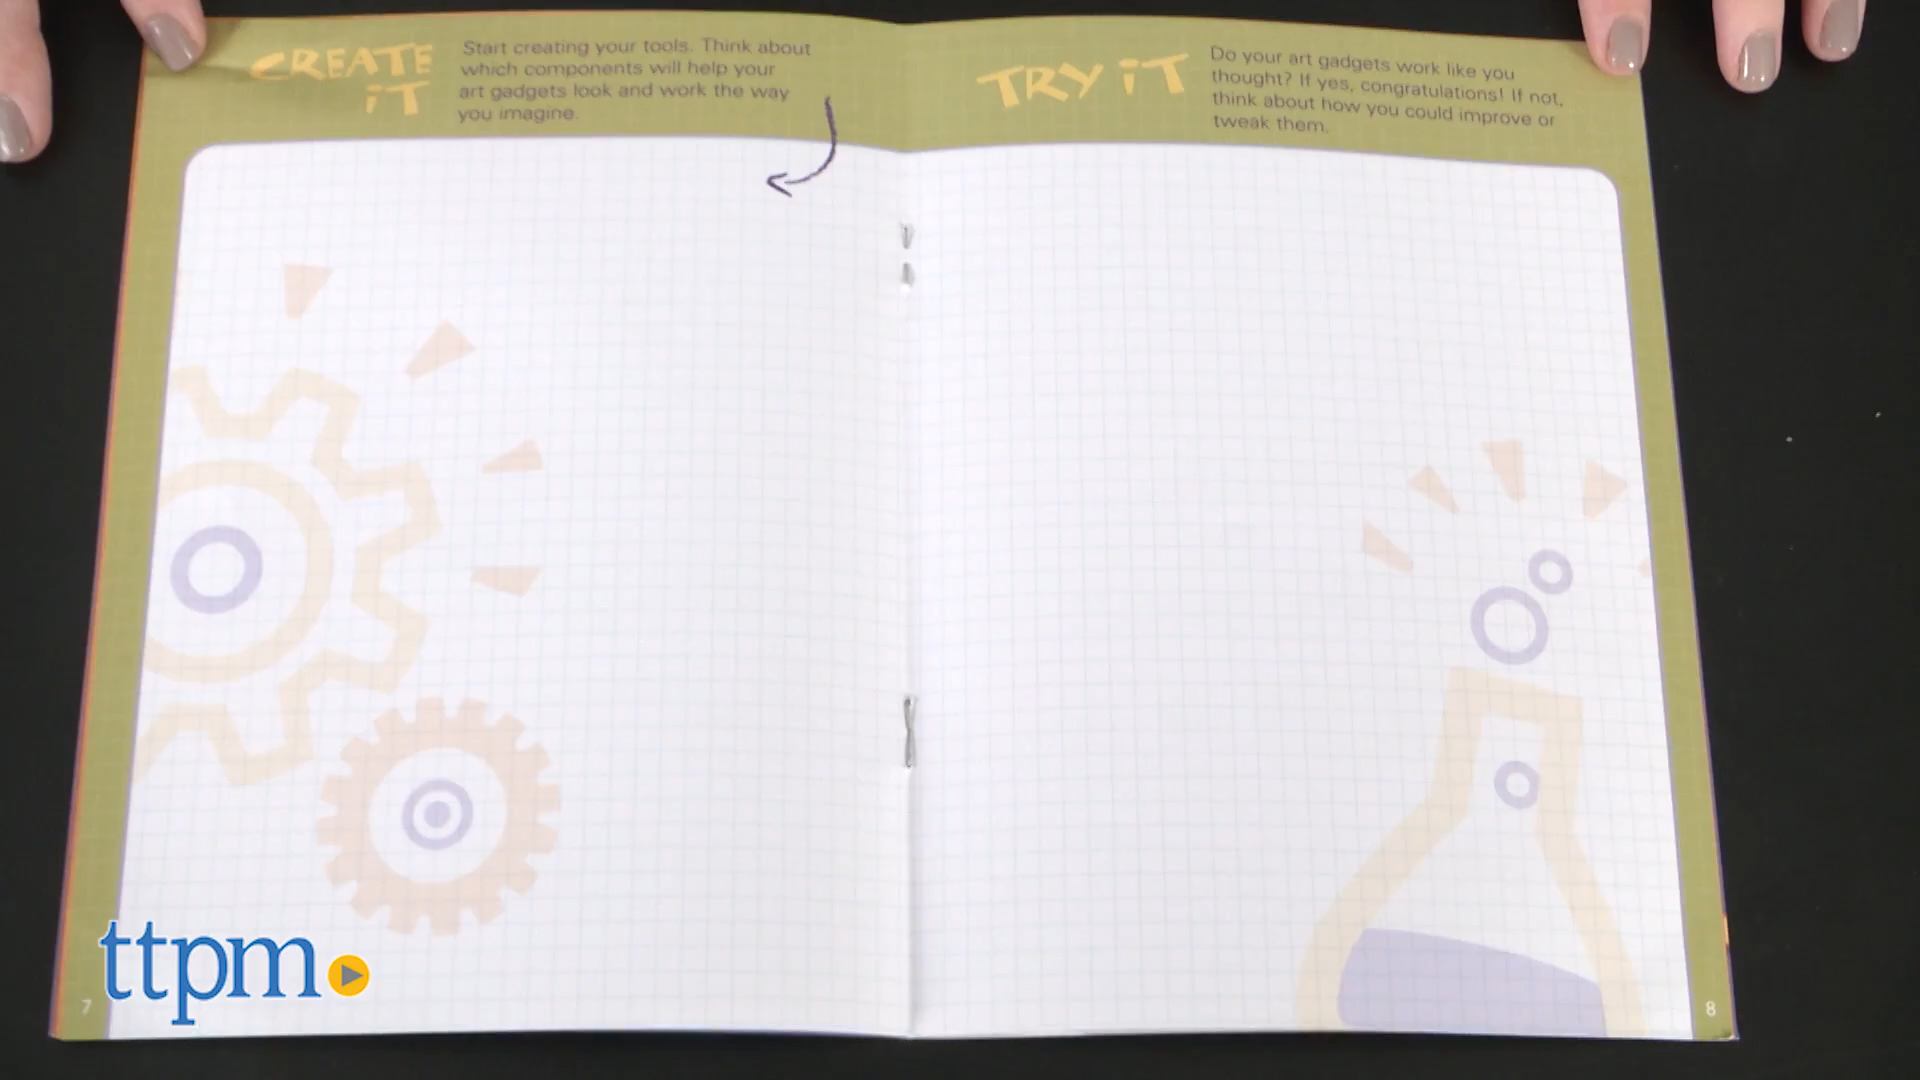 CREATE
iT
Start creating your tools. Think about
which components will help your
art gadgets look and work the way
you imagine.
TRY iT
Do your art gadgets work like you
thought? If yes, congratulations! If not,
think about how you could improve or
tweak them.
ttpm
7
8